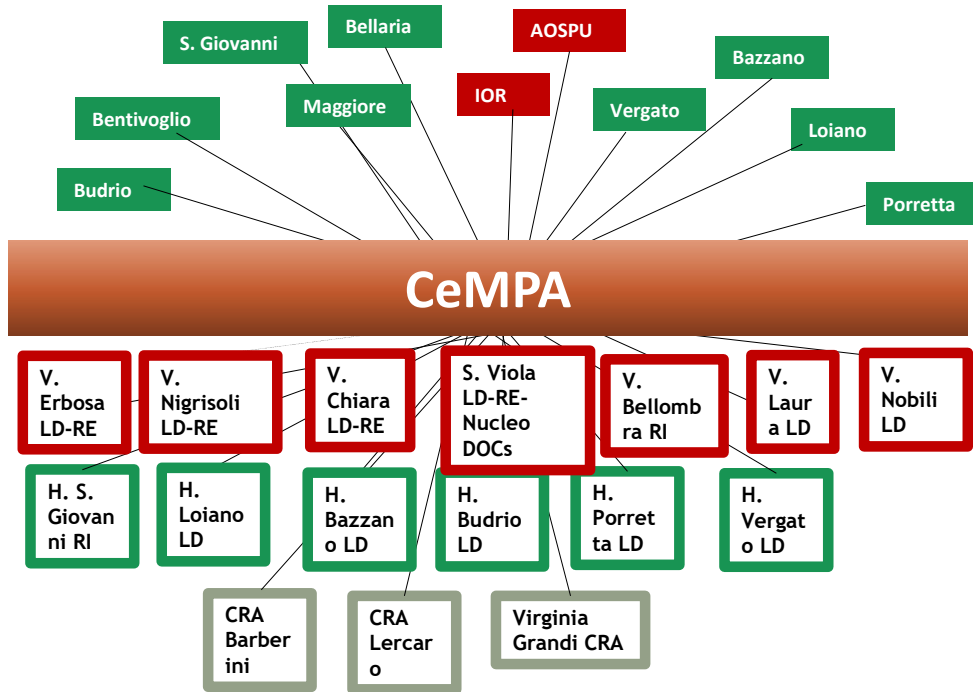 Bellaria
AOSPU
S. Giovanni
Bazzano
IOR
Maggiore
Vergato
Bentivoglio
Loiano
Budrio
Porretta
CeMPA
V.
Erbosa
LD-RE
V.
Nigrisoli
LD-RE
V.
Chiara
LD-RE
S. Viola
LD-RE-
Nucleo
DOCs
V.
Bellomb
ra RI
V.
Laur
a LD
V.
Nobili
LD
H. S.
Giovan
ni RI
H.
Loiano
LD
H.
Bazzan
o LD
H.
Budrio
LD
H.
Porret
ta LD
H.
Vergat
o LD
CRA
Barber
ini
CRA
Lercar
o
Virginia
Grandi CRA